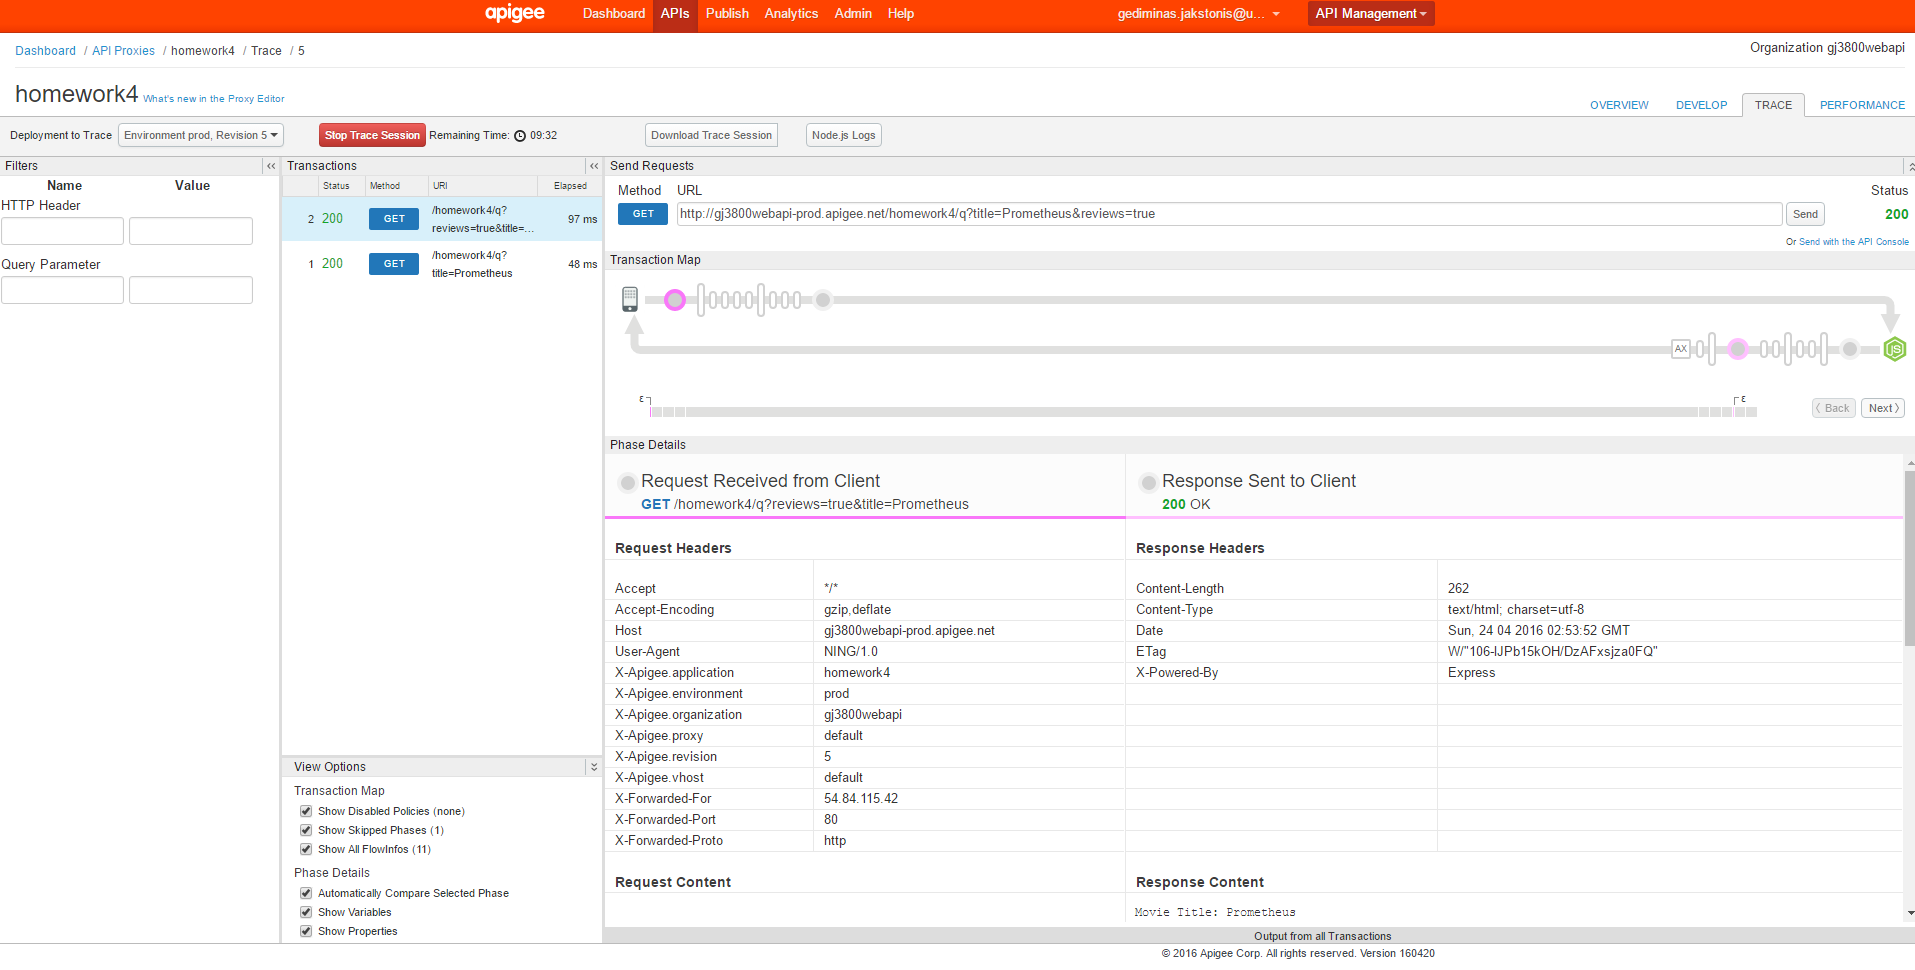 apigee Dashboard APIs Publish Analytics Admin Help gediminas.jakstonis@u... API Management
Dashboard / API Proxies / homework4 / Trace / 5 Organization gj3800webapi
homework4 What's new in the Proxy Editor
OVERVIEW DEVELOP TRACE PERFORMANCE
Deployment to Trace Environment prod, Revision 5 Stop Trace Session Remaining Time: 09:32 Download Trace Session Node.js Logs
Filters
Name Value
HTTP Header
Query Parameter
Transactions
Status Method URI Elapsed
2 200 GET /homework4/q?
reviews=true&title=... 97 ms
1 200 GET /homework4/q?
title=Prometheus 48 ms
View Options
Transaction Map
Show Disabled Policies (none)
Show Skipped Phases (1)
Show All FlowInfos (11)
Phase Details
Automatically Compare Selected Phase
Show Variables
Show Properties
Send Requests
Method URL Status
GET http://gj3800webapi-prod.apigee.net/homework4/q?title=Prometheus&reviews=true Send 200
Or Send with the API Console
Transaction Map
AX
JS
ε ε
Back Next
Phase Details
Request Received from Client
GET /homework4/q?reviews=true&title=Prometheus
Response Sent to Client
200 OK
Request Headers
Accept */*
Accept-Encoding gzip,deflate
Host gj3800webapi-prod.apigee.net
User-Agent NING/1.0
X-Apigee.application homework4
X-Apigee.environment prod
X-Apigee.organization gj3800webapi
X-Apigee.proxy default
X-Apigee.revision 5
X-Apigee.vhost default
X-Forwarded-For 54.84.115.42
X-Forwarded-Port 80
X-Forwarded-Proto http
Request Content
Response Headers
Content-Length 262
Content-Type text/html; charset=utf-8
Date Sun, 24 04 2016 02:53:52 GMT
ETag W/"106-IJPb15kOH/DzAFxsjza0FQ"
X-Powered-By Express
Response Content
Movie Title: Prometheus
Output from all Transactions
© 2016 Apigee Corp. All rights reserved. Version 160420